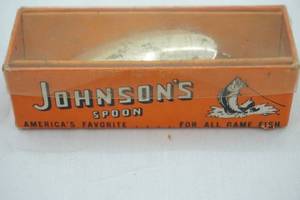 JOHNSON'S
SPOON
AMERICA'S FAVORITE . . . . . FOR ALL GAME FISH